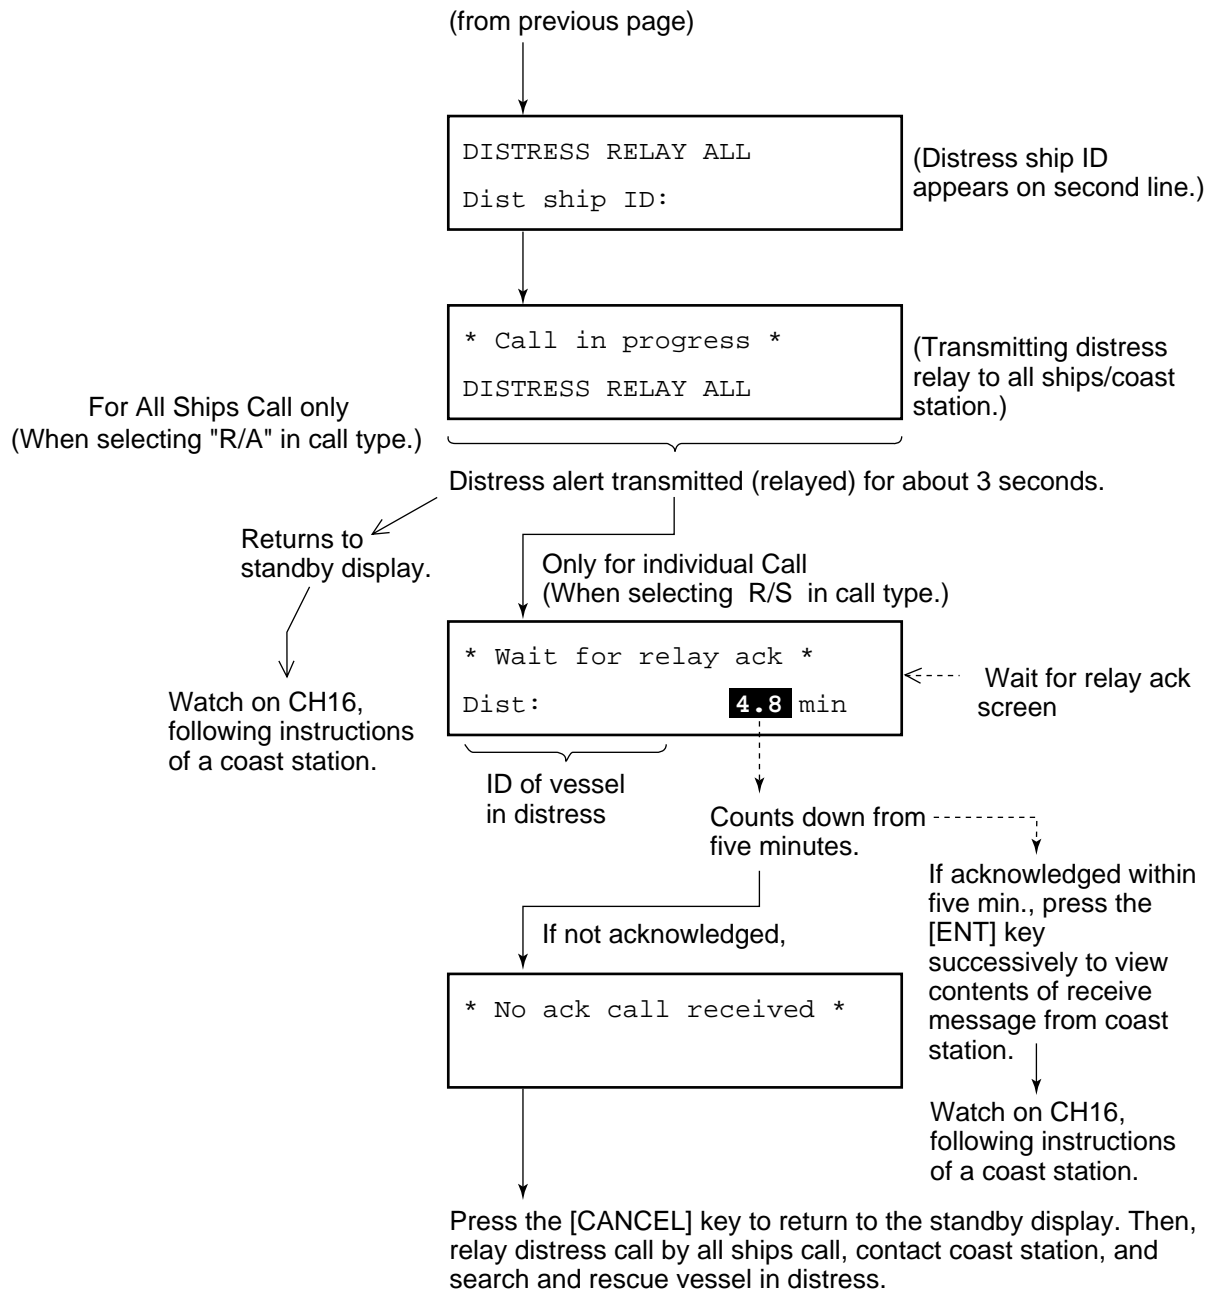 (from previous page)
DISTRESS RELAY ALL
Dist ship ID:
(Distress ship ID
appears on second line.)
* Call in progress *
DISTRESS RELAY ALL
(Transmitting distress
relay to all ships/coast
station.)
For All Ships Call only
(When selecting "R/A" in call type.)
Distress alert transmitted (relayed) for about 3 seconds.
Returns to
standby display.
Only for individual Call
(When selecting R/S in call type.)
* Wait for relay ack *
Dist: 4.8 min
Wait for relay ack
screen
Watch on CH16,
following instructions
of a coast station.
ID of vessel
in distress
Counts down from
five minutes.
If acknowledged within
five min., press the
[ENT] key
successively to view
contents of receive
message from coast
station.
If not acknowledged,
* No ack call received *
Watch on CH16,
following instructions
of a coast station.
Press the [CANCEL] key to return to the standby display. Then,
relay distress call by all ships call, contact coast station, and
search and rescue vessel in distress.